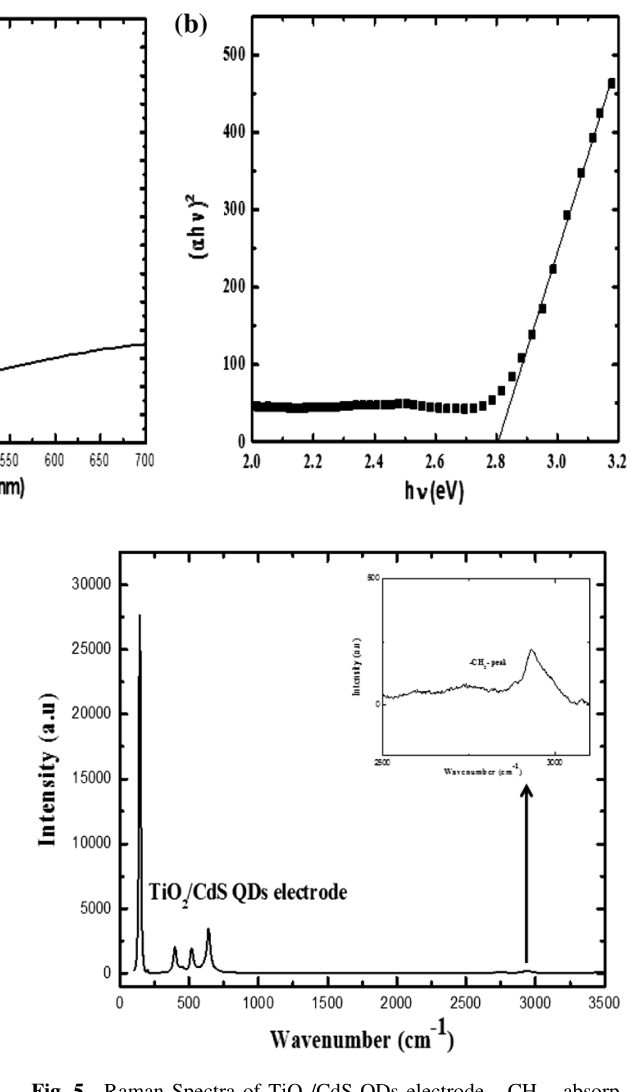 (b)
500
400
300
200
100
0
(αhν)²
2.0 2.2 2.4 2.6 2.8 3.0 3.2
hν(eV)
550 600 650 700
nm)
30000
25000
20000
15000
10000
5000
0
Intensity (a.u)
TiO2/CdS QDs electrode
500
0
Intensity (a.u)
-CH2- peak
2500 3000
Wavenumber (cm-1)
0 500 1000 1500 2000 2500 3000 3500
Wavenumber (cm-1)
Fig. 5 Raman Spectra of TiO2/CdS QDs electrode –CH2– absorp